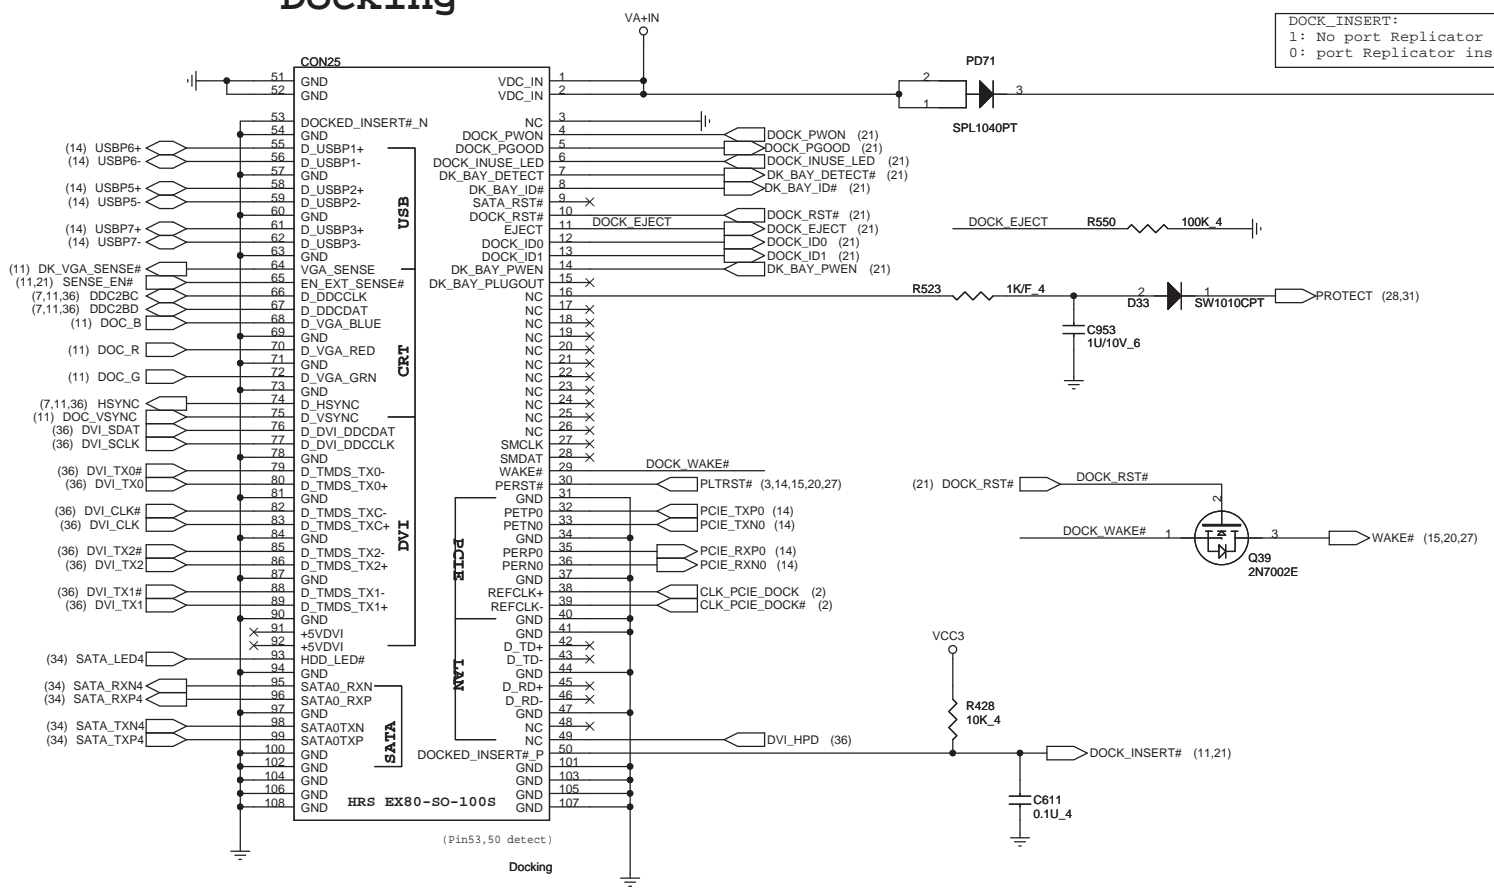 Docking
VA+IN
DOCK_INSERT:
1: No port Replicator
0: port Replicator ins
CON25
PD71
2
1
3
SPL1040PT
51 GND VDC_IN 1
52 GND VDC_IN 2
53 DOCKED_INSERT#_N NC 3
54 GND DOCK_PWON 4 DOCK_PWON (21)
(14) USBP6+ 55 D_USBP1+ DOCK_PGOOD 5 DOCK_PGOOD (21)
(14) USBP6- 56 D_USBP1- DOCK_INUSE_LED 6 DOCK_INUSE_LED (21)
57 GND DK_BAY_DETECT 7 DK_BAY_DETECT# (21)
(14) USBP5+ 58 D_USBP2+ DK_BAY_ID# 8 DK_BAY_ID# (21)
(14) USBP5- 59 D_USBP2- SATA_RST# 9
60 GND DOCK_RST# 10 DOCK_RST# (21)
(14) USBP7+ 61 D_USBP3+ EJECT 11 DOCK_EJECT DOCK_EJECT (21)
(14) USBP7- 62 D_USBP3- DOCK_ID0 12 DOCK_ID0 (21)
63 GND DOCK_ID1 13 DOCK_ID1 (21)
(11) DK_VGA_SENSE# 64 VGA_SENSE DK_BAY_PWEN 14 DK_BAY_PWEN (21)
(11,21) SENSE_EN# 65 EN_EXT_SENSE# DK_BAY_PLUGOUT 15
(7,11,36) DDC2BC 66 D_DDCCLK NC 16
(7,11,36) DDC2BD 67 D_DDCDAT NC 17
(11) DOC_B 68 D_VGA_BLUE NC 18
69 GND NC 19
(11) DOC_R 70 D_VGA_RED NC 20
71 GND NC 21
(11) DOC_G 72 D_VGA_GRN NC 22
73 GND NC 23
(7,11,36) HSYNC 74 D_HSYNC NC 24
(11) DOC_VSYNC 75 D_VSYNC NC 25
(36) DVI_SDAT 76 D_DVI_DDCDAT NC 26
(36) DVI_SCLK 77 D_DVI_DDCCLK SMCLK 27
78 GND SMDAT 28
(36) DVI_TX0# 79 D_TMDS_TX0- WAKE# 29 DOCK_WAKE#
(36) DVI_TX0 80 D_TMDS_TX0+ PERST# 30 PLTRST# (3,14,15,20,27)
81 GND GND 31
(36) DVI_CLK# 82 D_TMDS_TXC- PETP0 32 PCIE_TXP0 (14)
(36) DVI_CLK 83 D_TMDS_TXC+ PETN0 33 PCIE_TXN0 (14)
84 GND GND 34
(36) DVI_TX2# 85 D_TMDS_TX2- PERP0 35 PCIE_RXP0 (14)
(36) DVI_TX2 86 D_TMDS_TX2+ PERN0 36 PCIE_RXN0 (14)
87 GND GND 37
(36) DVI_TX1# 88 D_TMDS_TX1- REFCLK+ 38 CLK_PCIE_DOCK (2)
(36) DVI_TX1 89 D_TMDS_TX1+ REFCLK- 39 CLK_PCIE_DOCK# (2)
90 GND GND 40
91 +5VDVI GND 41
92 +5VDVI D_TD+ 42
(34) SATA_LED4 93 HDD_LED# D_TD- 43
94 GND GND 44
(34) SATA_RXN4 95 SATA0_RXN D_RD+ 45
(34) SATA_RXP4 96 SATA0_RXP D_RD- 46
97 GND GND 47
(34) SATA_TXN4 98 SATA0TXN NC 48
(34) SATA_TXP4 99 SATA0TXP NC 49 DVI_HPD (36)
100 GND DOCKED_INSERT#_P 50
102 GND GND 101
104 GND GND 103
106 GND GND 105
108 GND GND 107
USB
CRT
DVI
SATA
PCIE
LAN
HRS EX80-SO-100S
(Pin53,50 detect)
Docking
DOCK_EJECT R550 100K_4
R523 1K/F_4 2 D33 1 SW1010CPT PROTECT (28,31)
C953
1U/10V_6
(21) DOCK_RST# DOCK_RST#
2
DOCK_WAKE# 1 3 WAKE# (15,20,27)
Q39
2N7002E
VCC3
R428
10K_4
DOCK_INSERT# (11,21)
C611
0.1U_4